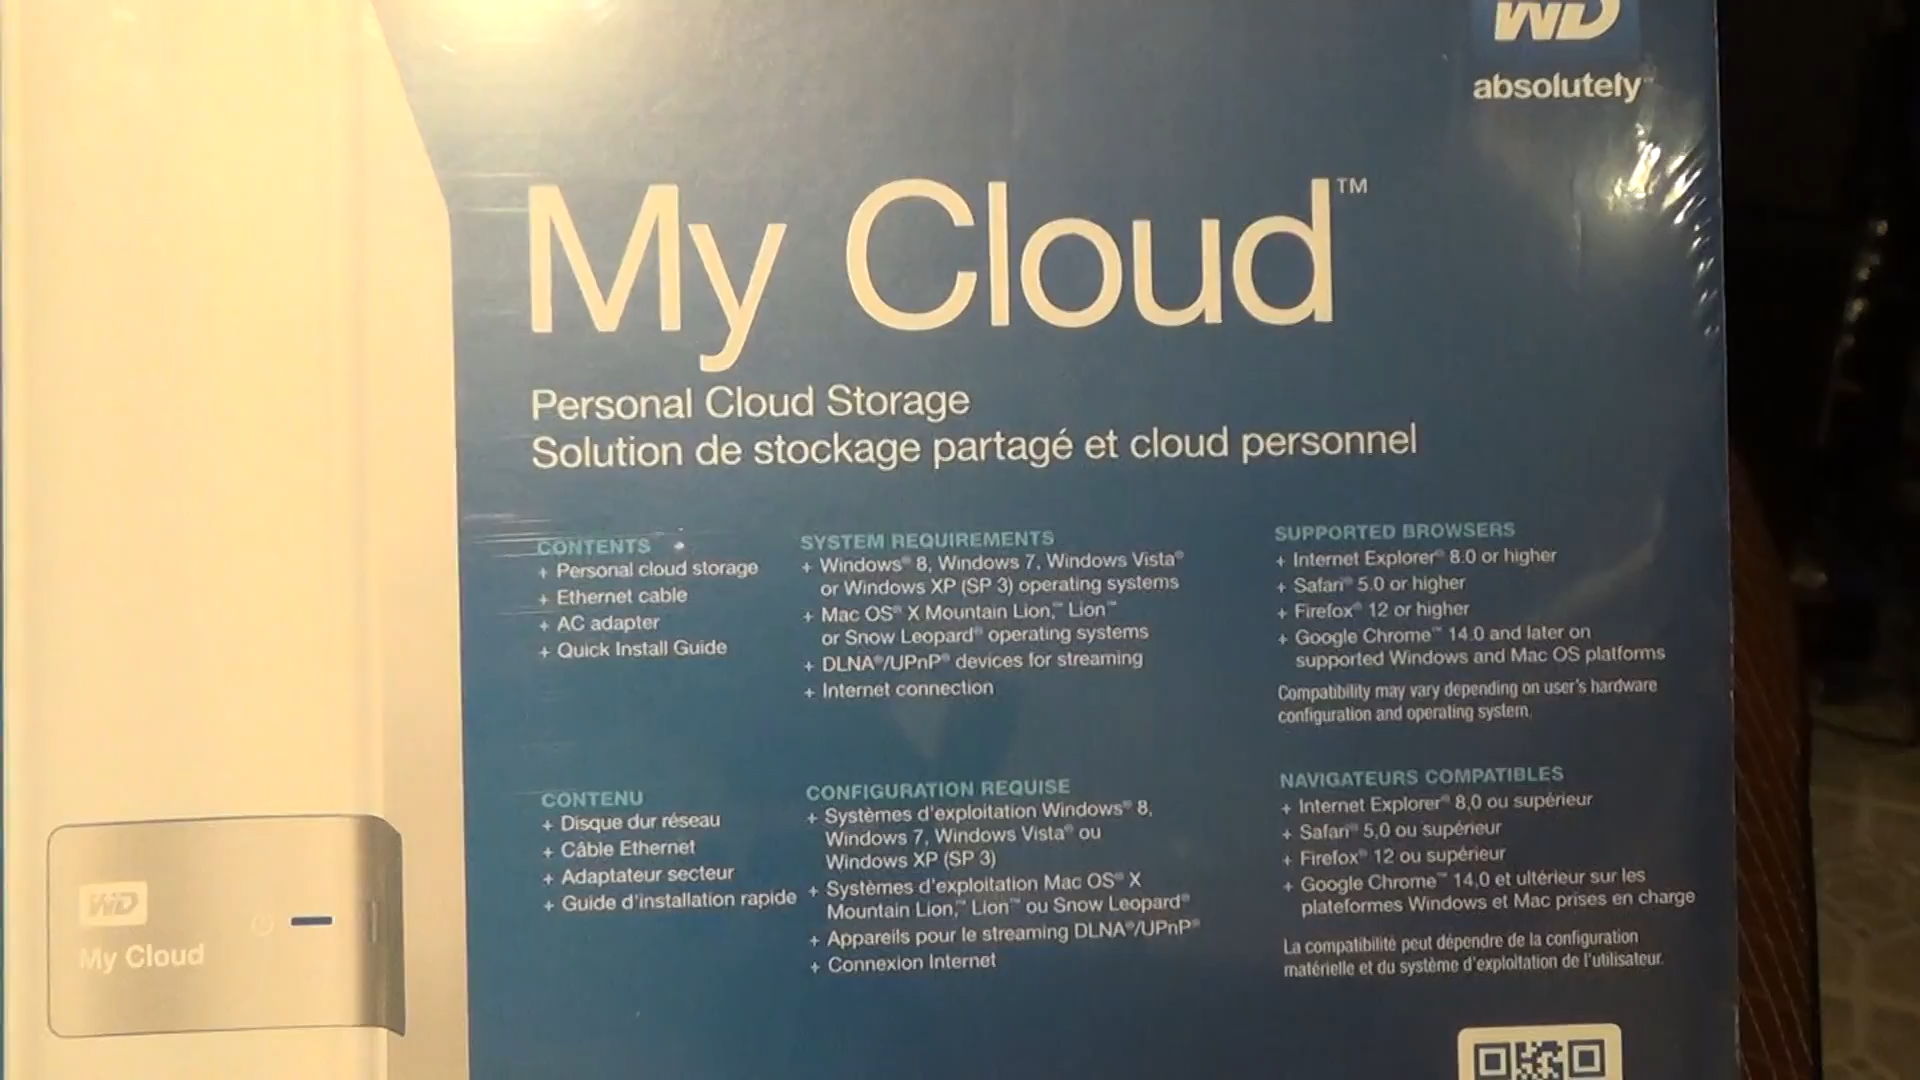 WD
absolutely™
My Cloud™
Personal Cloud Storage
Solution de stockage partagé et cloud personnel
CONTENTS
+ Personal cloud storage
+ Ethernet cable
+ AC adapter
+ Quick Install Guide
SYSTEM REQUIREMENTS
+ Windows® 8, Windows 7, Windows Vista®
or Windows XP (SP 3) operating systems
+ Mac OS® X Mountain Lion,™ Lion™
or Snow Leopard® operating systems
+ DLNA®/UPnP® devices for streaming
+ Internet connection
SUPPORTED BROWSERS
+ Internet Explorer® 8.0 or higher
+ Safari® 5.0 or higher
+ Firefox® 12 or higher
+ Google Chrome™ 14.0 and later on
supported Windows and Mac OS platforms
Compatibility may vary depending on user's hardware
configuration and operating system.
CONTENU
+ Disque dur réseau
+ Câble Ethernet
+ Adaptateur secteur
+ Guide d'installation rapide
CONFIGURATION REQUISE
+ Systèmes d'exploitation Windows® 8,
Windows 7, Windows Vista® ou
Windows XP (SP 3)
+ Systèmes d'exploitation Mac OS® X
Mountain Lion,™ Lion™ ou Snow Leopard®
+ Appareils pour le streaming DLNA®/UPnP®
+ Connexion Internet
NAVIGATEURS COMPATIBLES
+ Internet Explorer® 8,0 ou supérieur
+ Safari® 5,0 ou supérieur
+ Firefox® 12 ou supérieur
+ Google Chrome™ 14,0 et ultérieur sur les
plateformes Windows et Mac prises en charge
La compatibilité peut dépendre de la configuration
matérielle et du système d'exploitation de l'utilisateur.
WD
My Cloud